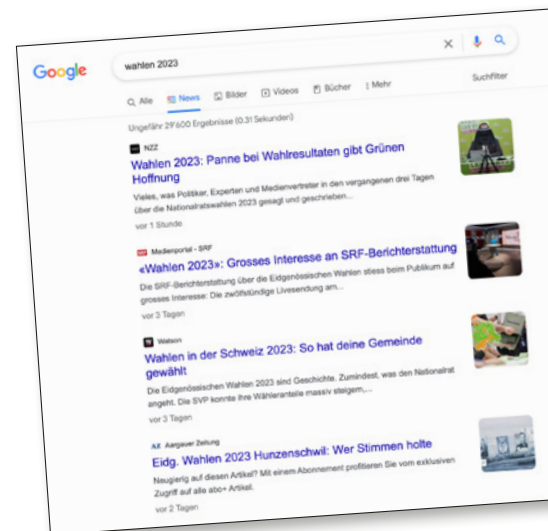 Google
wahlen 2023
Alle News Bilder Videos Bücher Mehr Suchfilter
Ungefähr 29'600 Ergebnisse (0.31 Sekunden)
NZZ
Wahlen 2023: Panne bei Wahlresultaten gibt Grünen
Hoffnung
Vieles, was Politiker, Experten und Medienvertreter in den vergangenen drei Tagen
über die Nationalratswahlen 2023 gesagt und geschrieben...
vor 1 Stunde
Medienportal - SRF
«Wahlen 2023»: Grosses Interesse an SRF-Berichterstattung
Die SRF-Berichterstattung über die Eidgenössischen Wahlen stiess beim Publikum auf
grosses Interesse: Die zwölfstündige Livesendung am...
vor 3 Tagen
Watson
Wahlen in der Schweiz 2023: So hat deine Gemeinde
gewählt
Die Eidgenössischen Wahlen 2023 sind Geschichte. Zumindest, was den Nationalrat
angeht. Die SVP konnte ihre Wähleranteile massiv steigern,...
vor 3 Tagen
AZ Aargauer Zeitung
Eidg. Wahlen 2023 Hunzenschwil: Wer Stimmen holte
Neugierig auf diesen Artikel? Mit einem Abonnement profitieren Sie vom exklusiven
Zugriff auf alle abo+ Artikel.
vor 2 Tagen